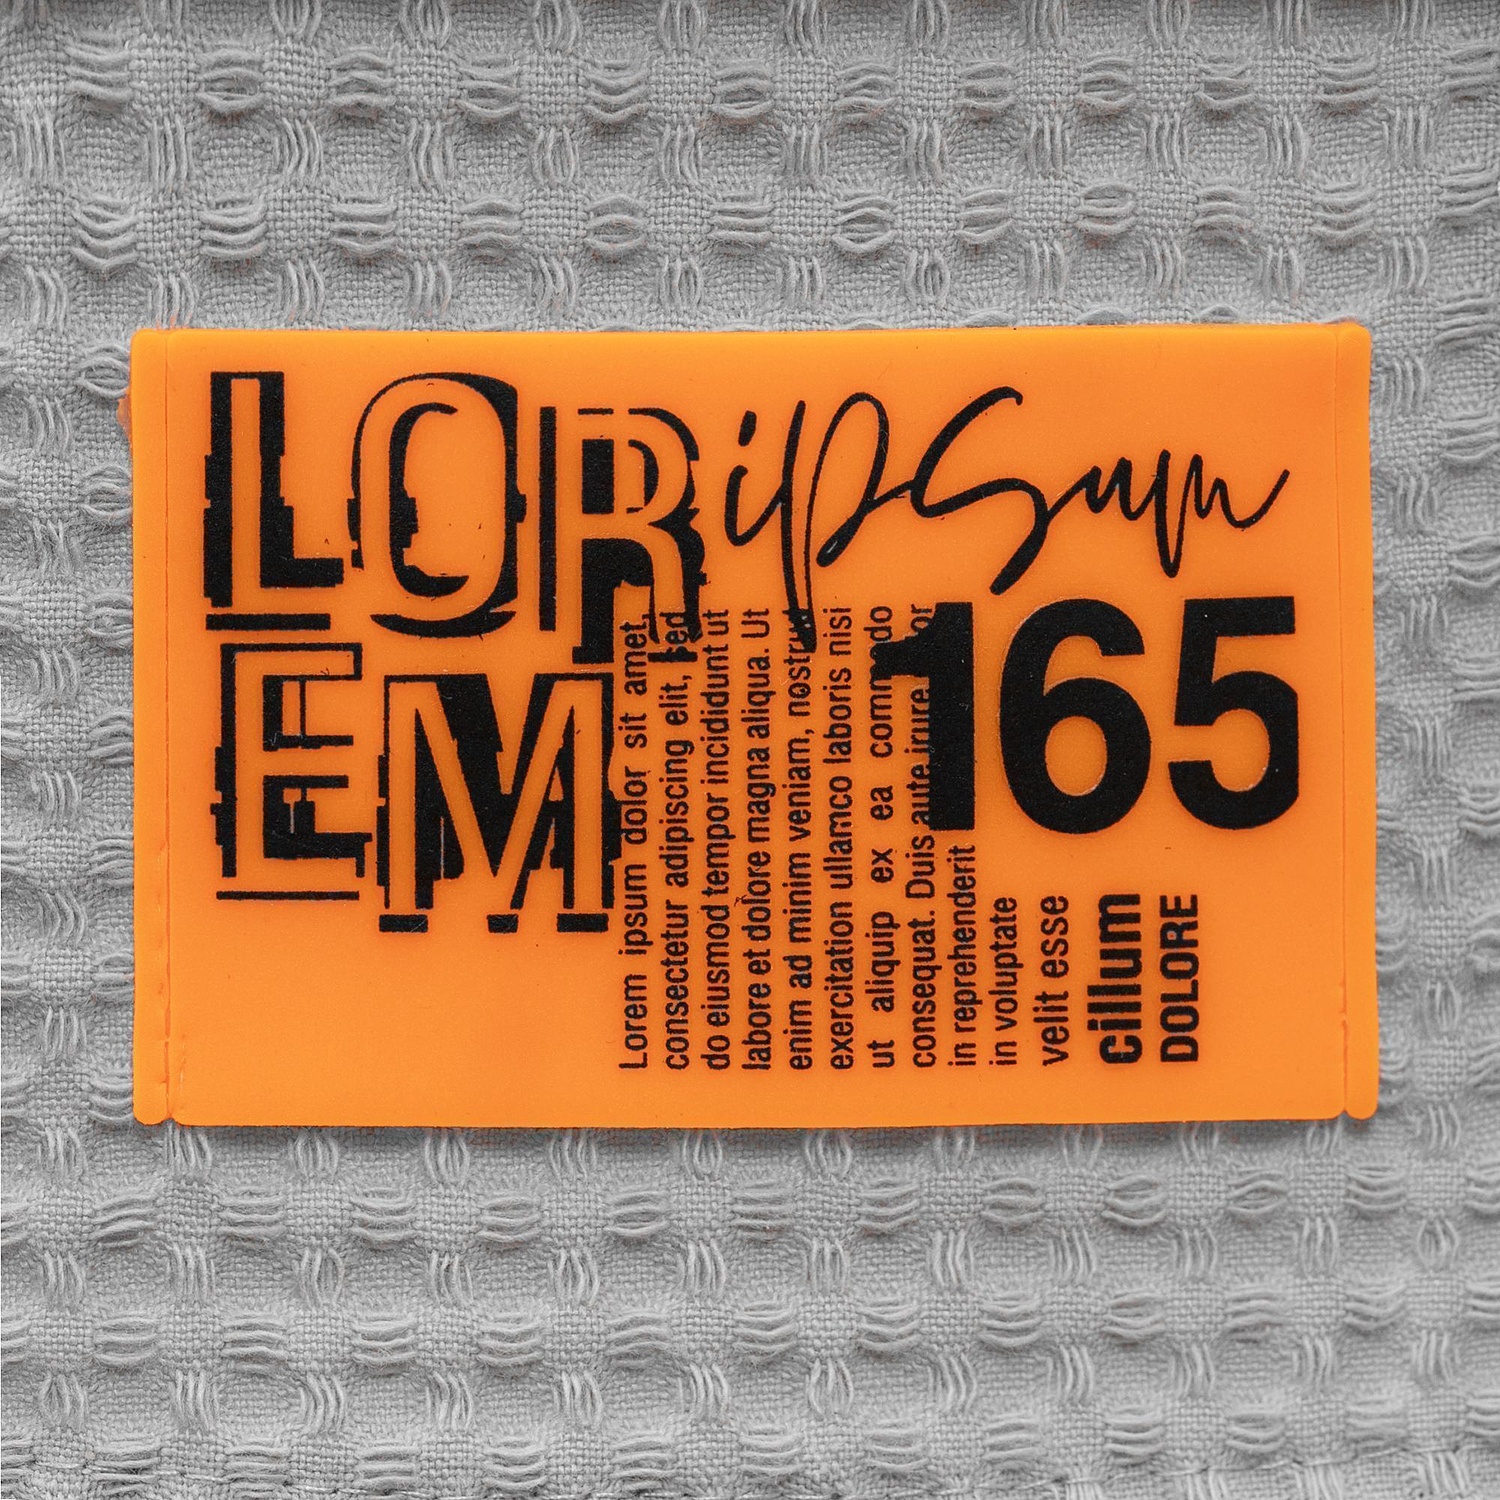 LOR
EM
ipsum
165
Lorem ipsum dolor sit amet,
consectetur adipiscing elit, sed
do eiusmod tempor incididunt ut
labore et dolore magna aliqua. Ut
enim ad minim veniam, nostrud
exercitation ullamco laboris nisi
ut aliquip ex ea commodo
consequat. Duis aute irure
in reprehenderit
in voluptate
velit esse
cillum
DOLORE